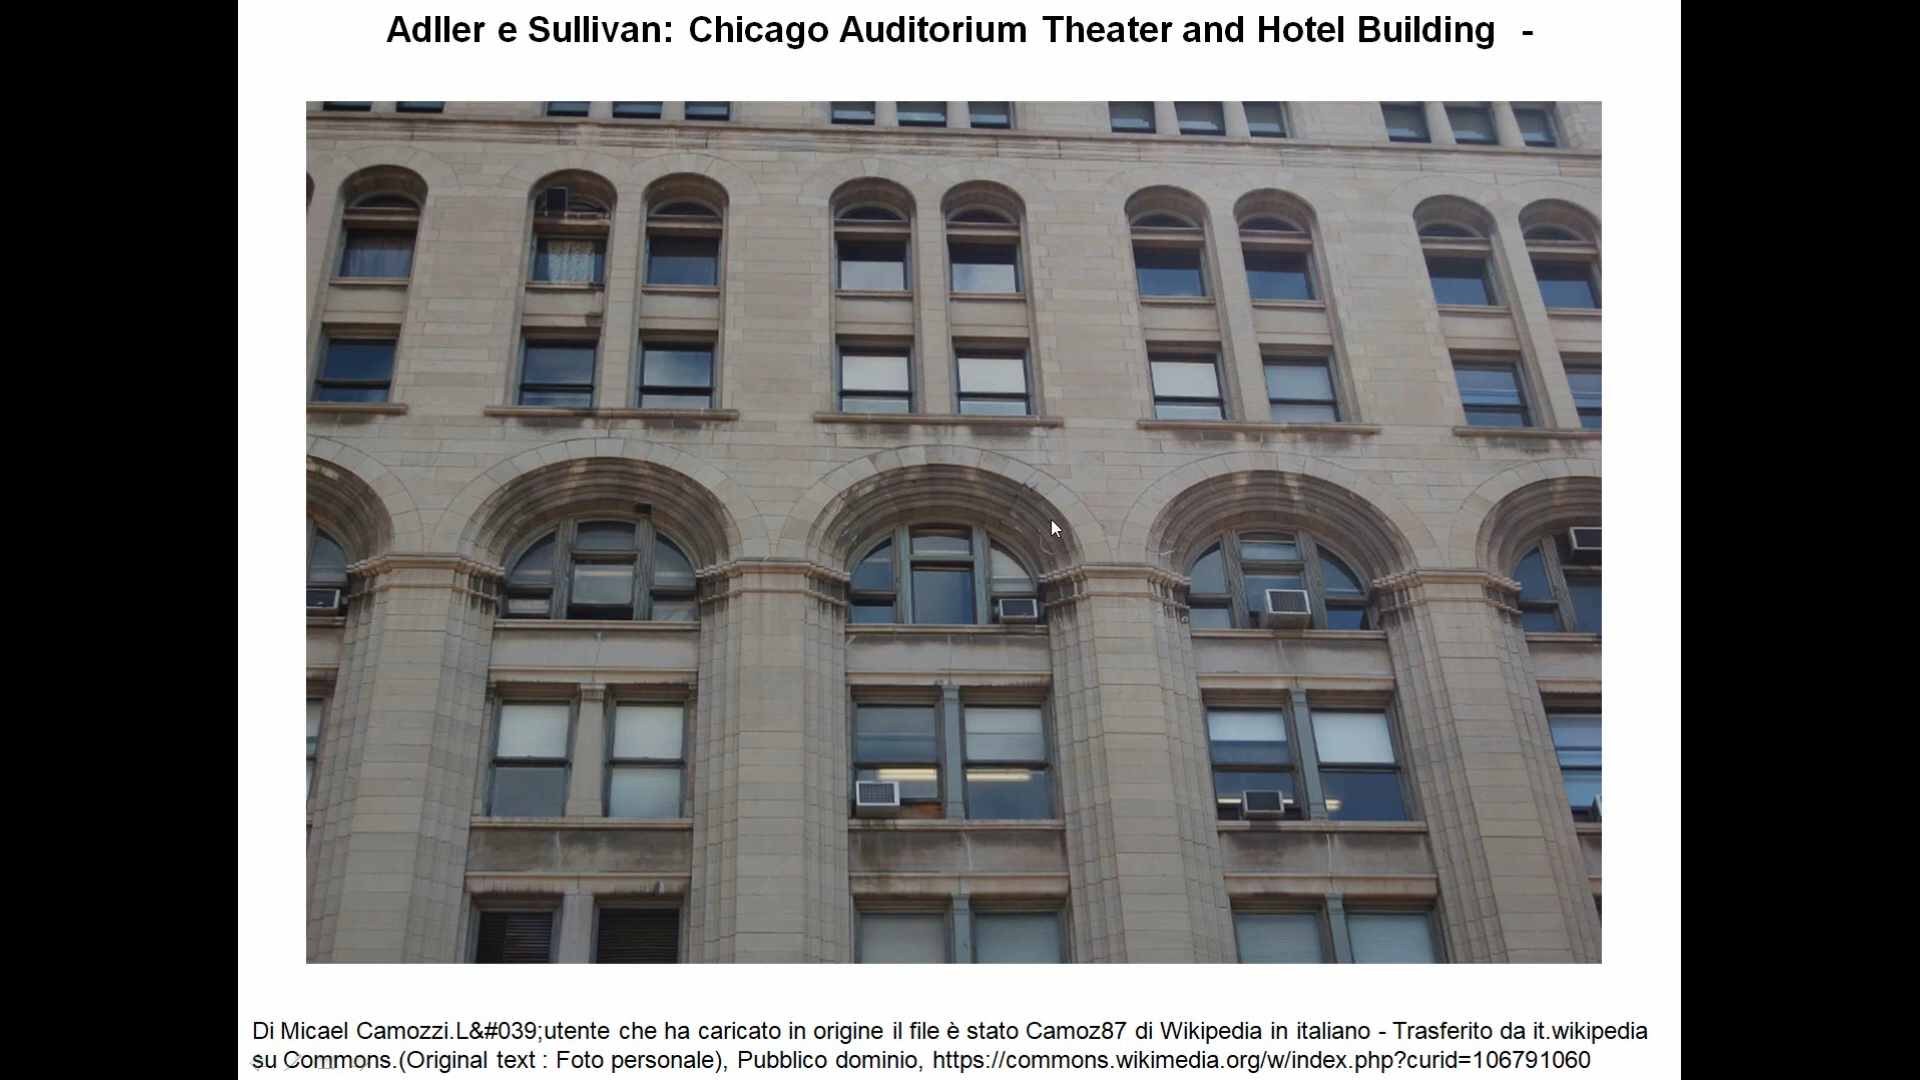 Adller e Sullivan: Chicago Auditorium Theater and Hotel Building -
Di Micael Camozzi.L&#039;utente che ha caricato in origine il file è stato Camoz87 di Wikipedia in italiano - Trasferito da it.wikipedia
su Commons.(Original text : Foto personale), Pubblico dominio, https://commons.wikimedia.org/w/index.php?curid=106791060